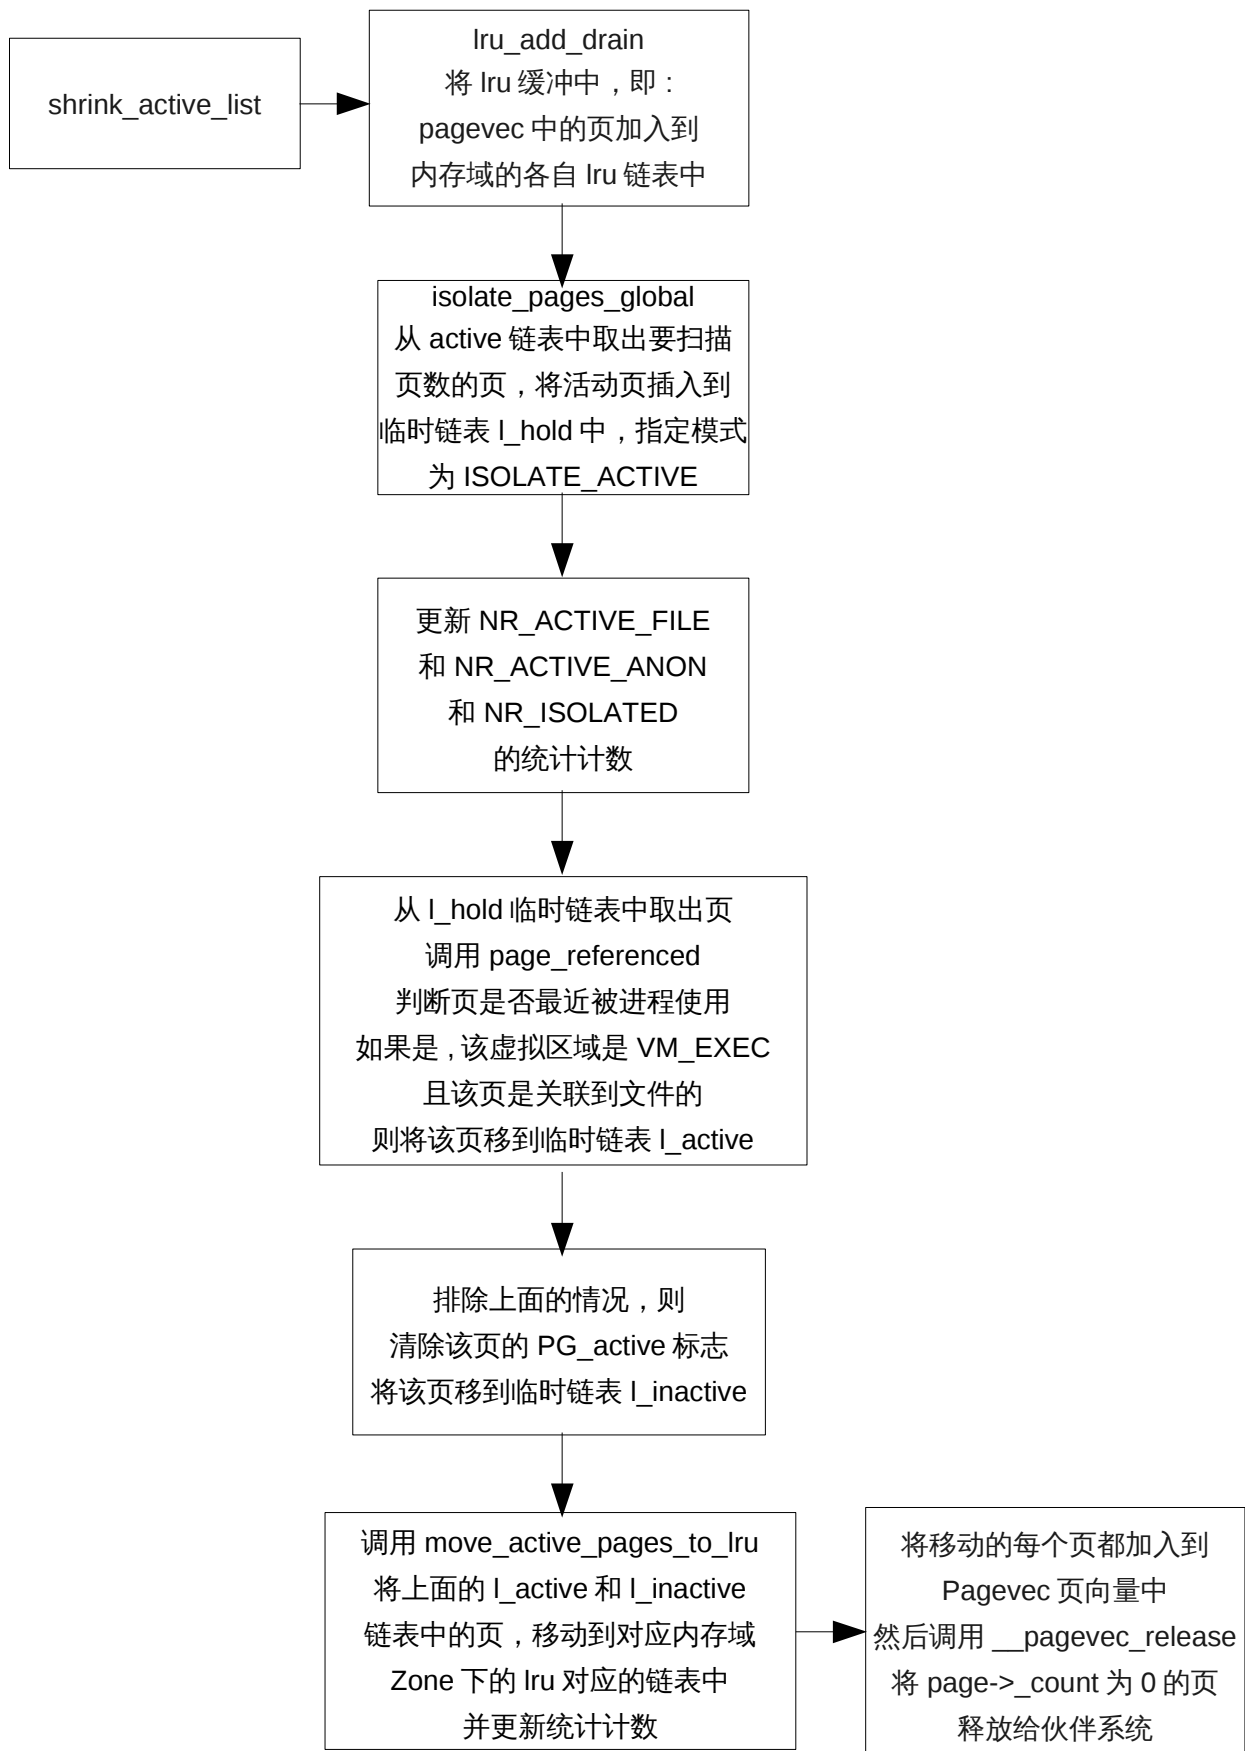 shrink_active_list
lru_add_drain
将 lru 缓冲中，即 :
pagevec 中的页加入到
内存域的各自 lru 链表中
isolate_pages_global
从 active 链表中取出要扫描
页数的页，将活动页插入到
临时链表 l_hold 中，指定模式
为 ISOLATE_ACTIVE
更新 NR_ACTIVE_FILE
和 NR_ACTIVE_ANON
和 NR_ISOLATED
的统计计数
从 l_hold 临时链表中取出页
调用 page_referenced
判断页是否最近被进程使用
如果是 , 该虚拟区域是 VM_EXEC
且该页是关联到文件的
则将该页移到临时链表 l_active
排除上面的情况，则
清除该页的 PG_active 标志
将该页移到临时链表 l_inactive
调用 move_active_pages_to_lru
将上面的 l_active 和 l_inactive
链表中的页，移动到对应内存域
Zone 下的 lru 对应的链表中
并更新统计计数
将移动的每个页都加入到
Pagevec 页向量中
然后调用 __pagevec_release
将 page->_count 为 0 的页
释放给伙伴系统